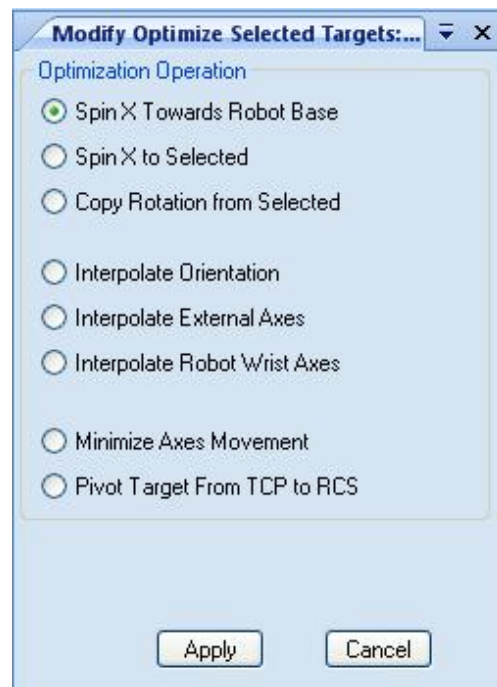 Modify Optimize Selected Targets:...
Optimization Operation
Spin X Towards Robot Base
Spin X to Selected
Copy Rotation from Selected
Interpolate Orientation
Interpolate External Axes
Interpolate Robot Wrist Axes
Minimize Axes Movement
Pivot Target From TCP to RCS
Apply Cancel